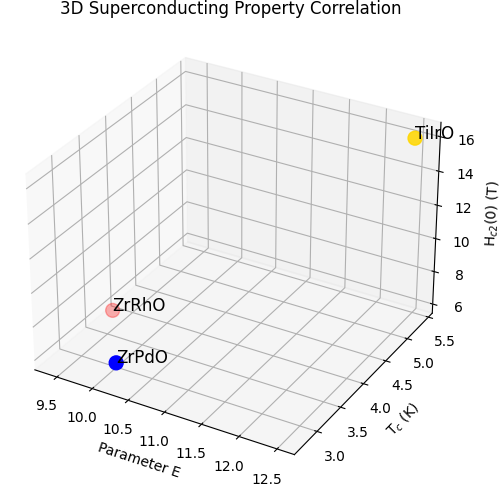 3D Superconducting Property Correlation
TiIrO
ZrRhO
ZrPdO
16
14
12
10
8
6
H_{c2}(0) (T)
5.5
5.0
4.5
4.0
3.5
3.0
T_c (K)
9.5
10.0
10.5
11.0
11.5
12.0
12.5
Parameter E